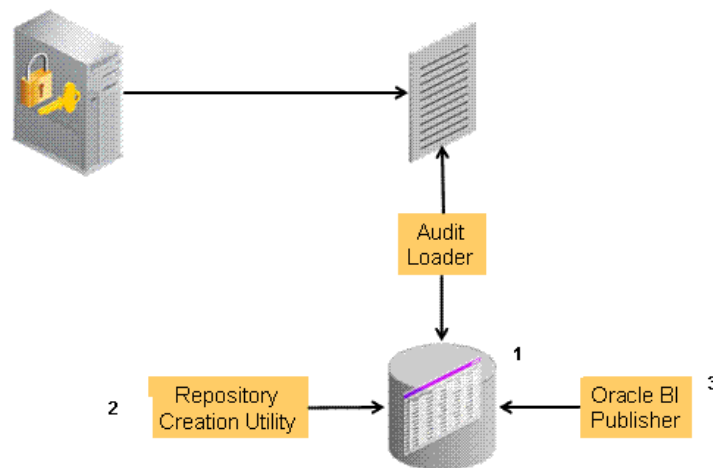 Audit
Loader
1
2
Repository
Creation Utility
Oracle BI
Publisher
3